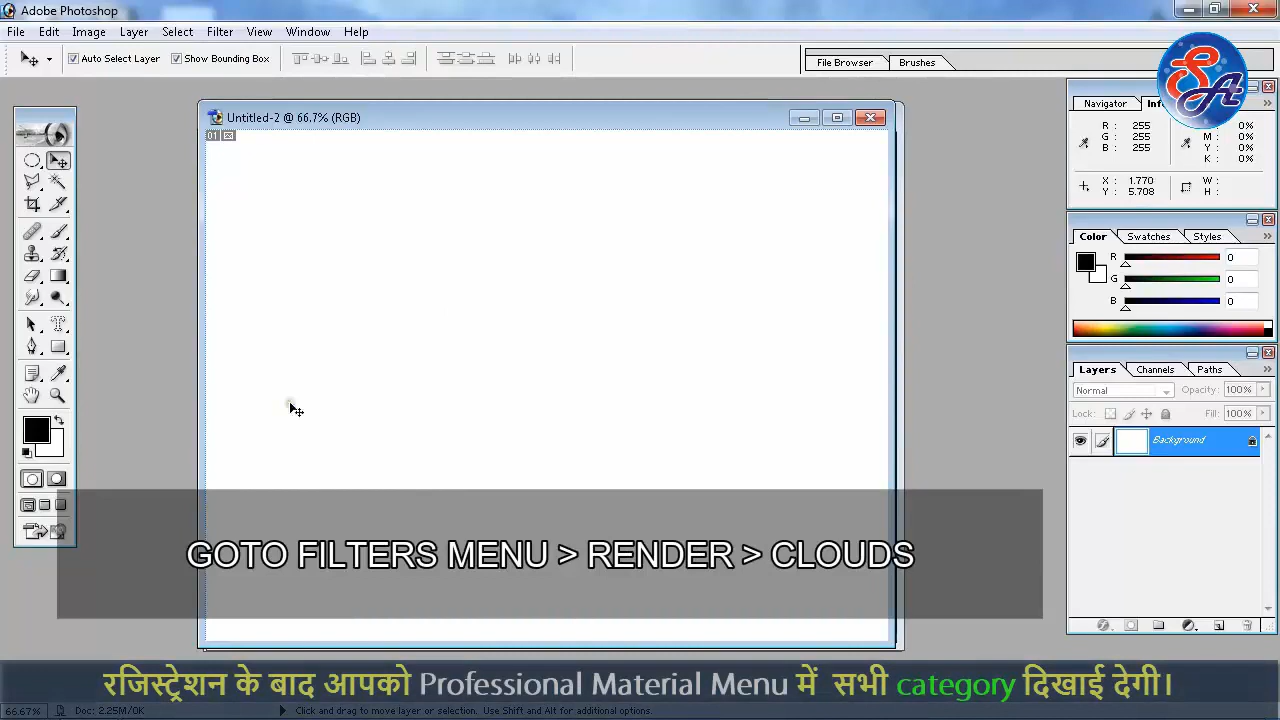 Adobe Photoshop
File Edit Image Layer Select Filter View Window Help
Auto Select Layer Show Bounding Box
File Browser Brushes
SA
Untitled-2 @ 66.7% (RGB)
01
Navigator
R : 255 0%
G : 255 M : 0%
B : 255 Y : 0%
K : 0%
X : 1.770 W :
Y : 5.708 H :
Color Swatches Styles
R 0
G 0
B 0
Layers Channels Paths
Normal Opacity: 100%
Lock: Fill: 100%
Background
GOTO FILTERS MENU > RENDER > CLOUDS
रजिस्ट्रेशन के बाद आपको Professional Material Menu में सभी category दिखाई देगी।
66.67% Doc: 2.25M/0K Click and drag to move layer or selection. Use Shift and Alt for additional options.